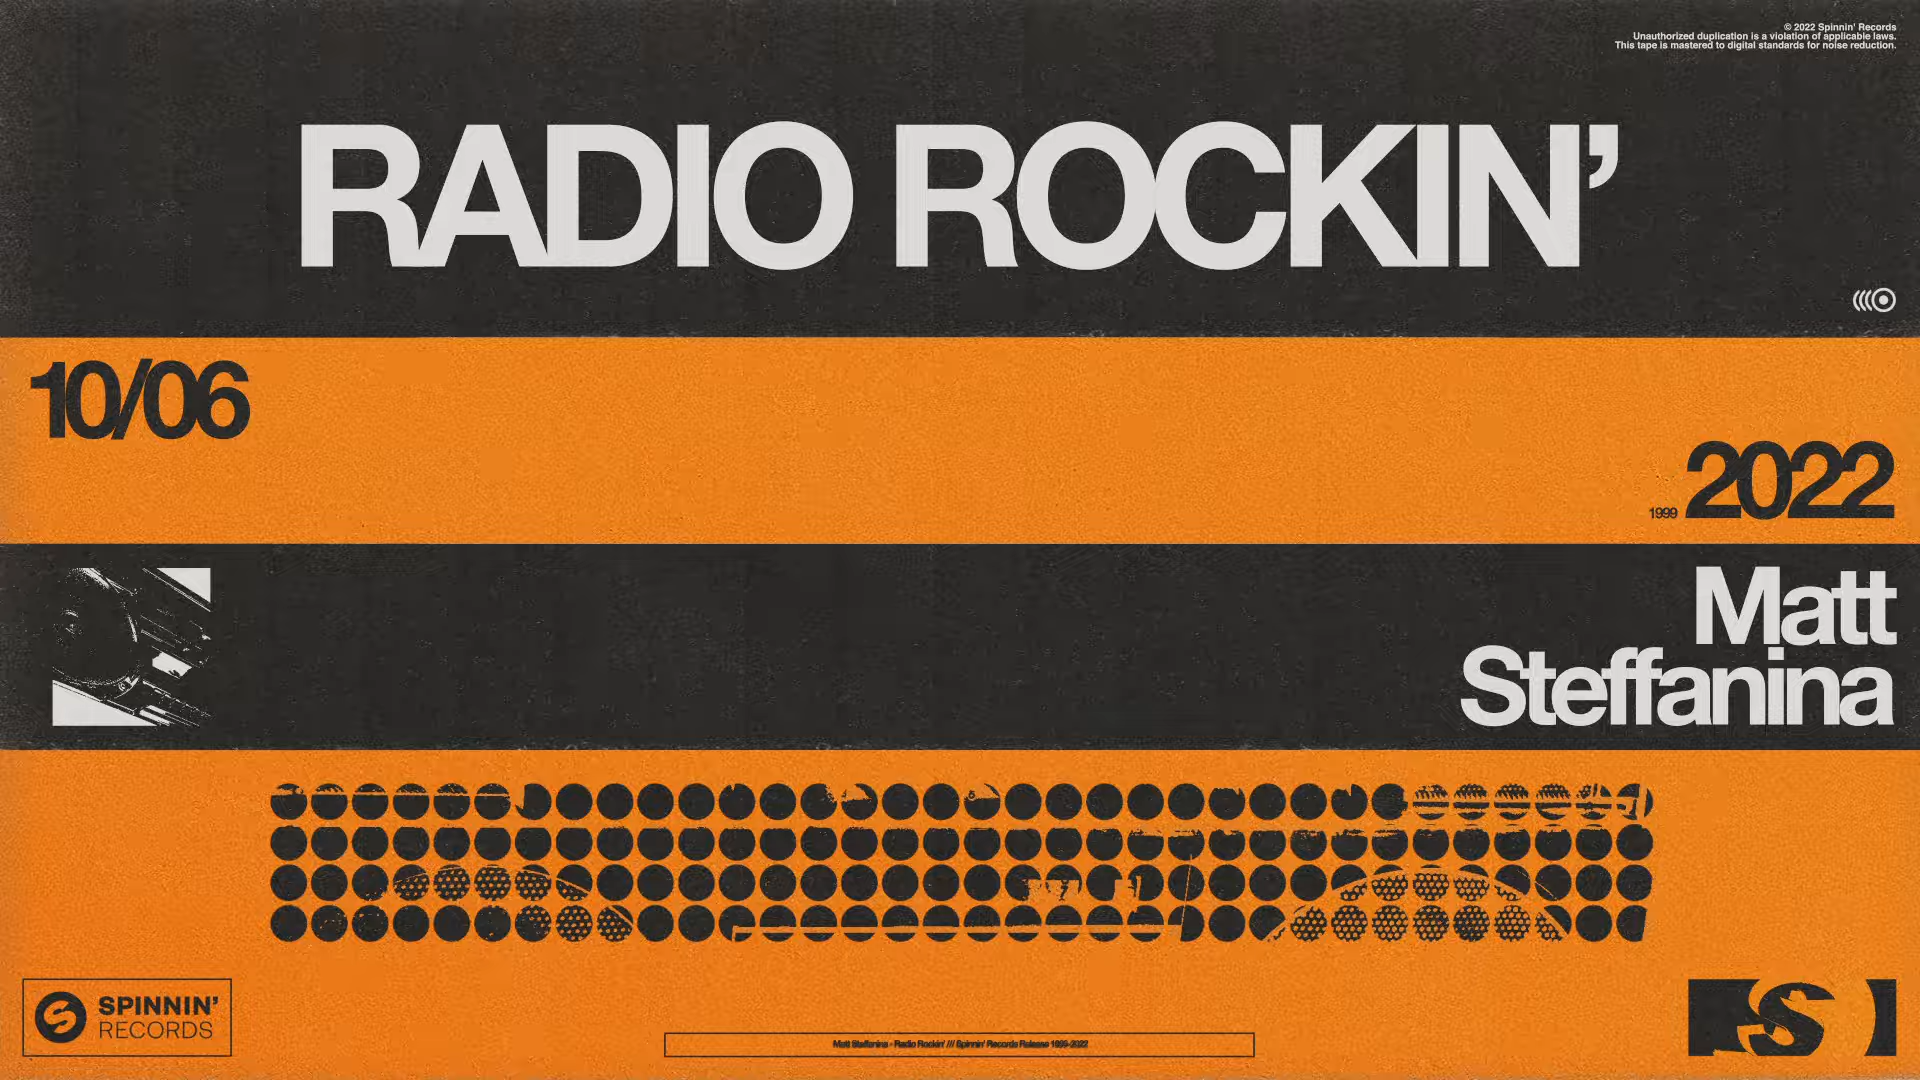 © 2022 Spinnin' Records
Unauthorized duplication is a violation of applicable laws.
This tape is mastered to digital standards for noise reduction.
RADIO ROCKIN’
10/06
1999 2022
Matt
Steffanina
SPINNIN’
RECORDS
Matt Steffanina - Radio Rockin' /// Spinnin' Records Release 1999-2022
S